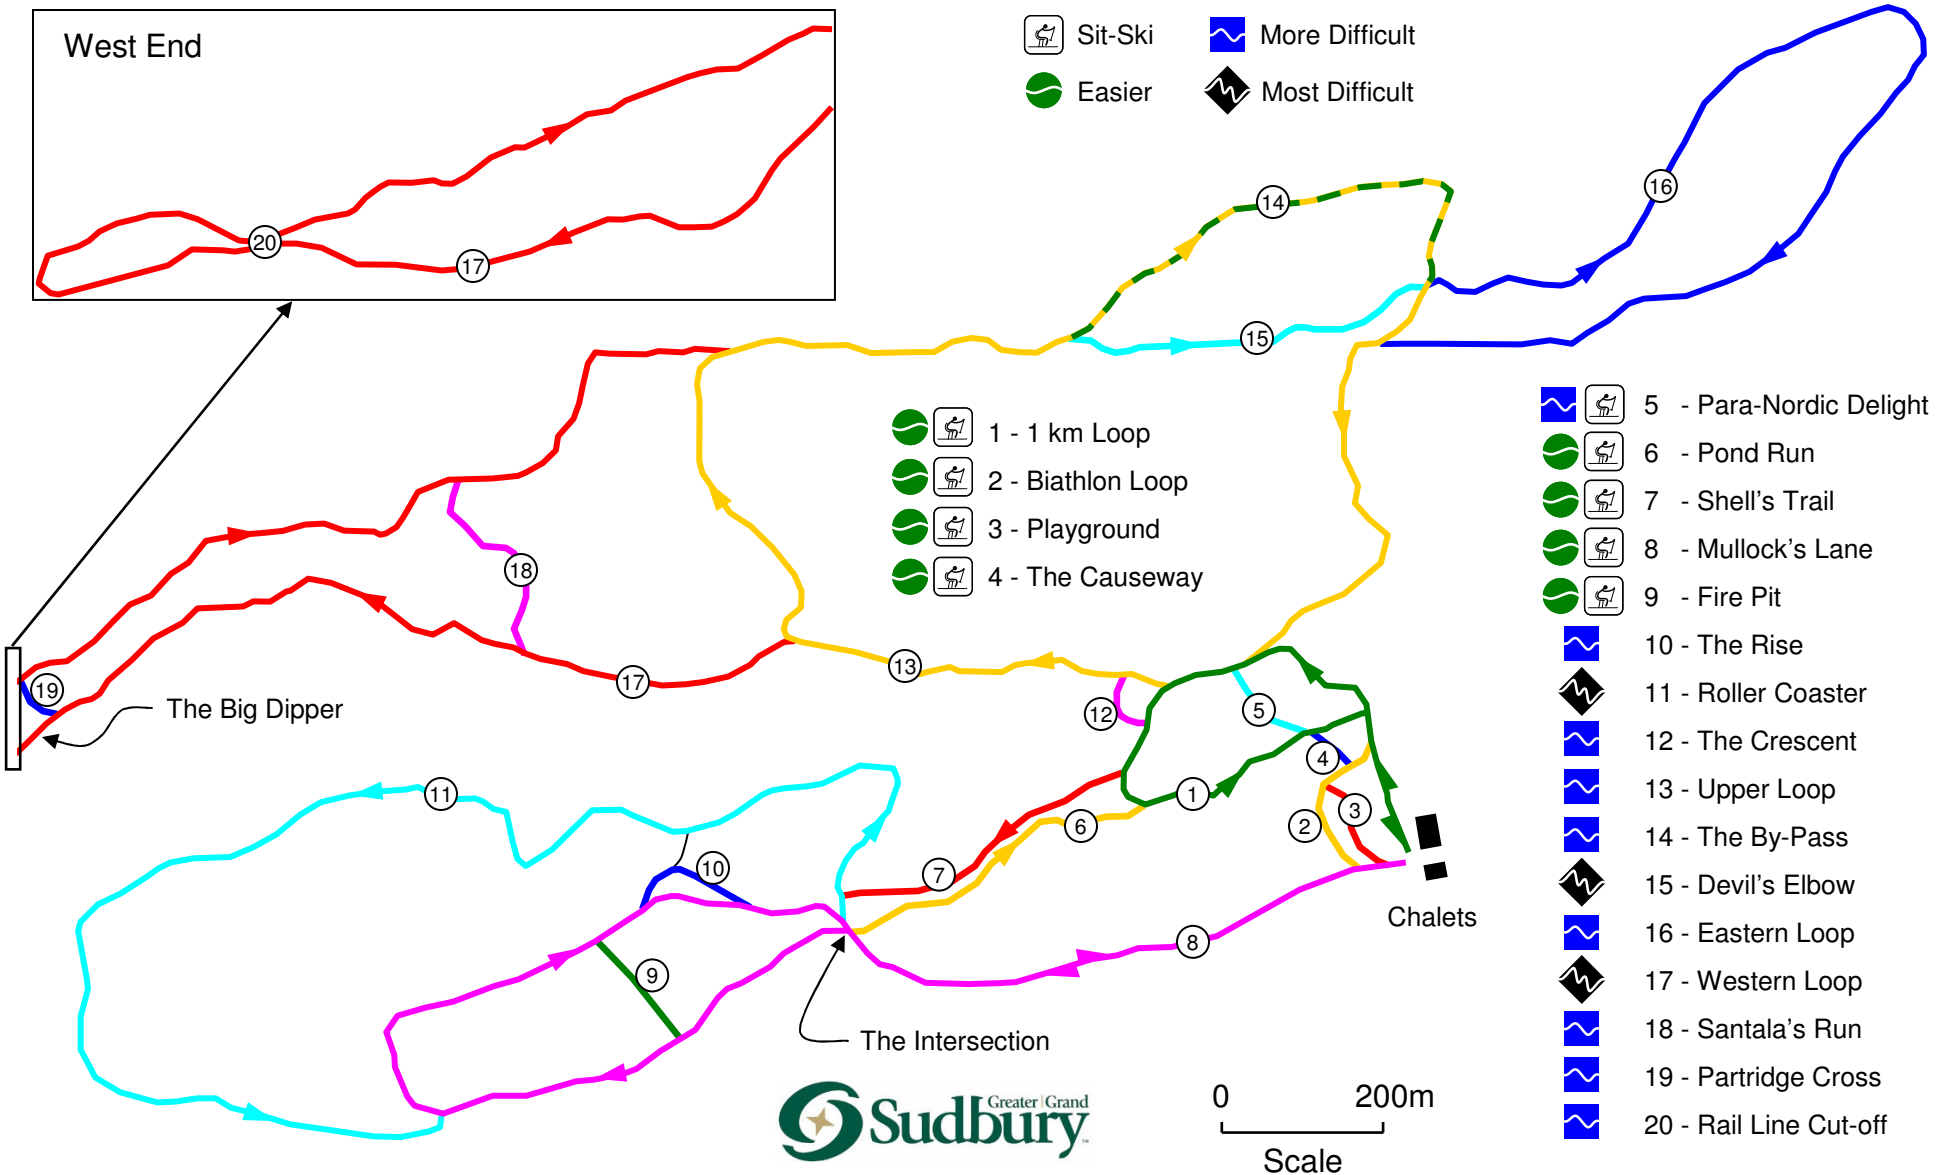 West End
Sit-Ski
More Difficult
Easier
Most Difficult
20
17
14
15
16
1 - 1 km Loop
2 - Biathlon Loop
3 - Playground
4 - The Causeway
5 - Para-Nordic Delight
6 - Pond Run
7 - Shell's Trail
8 - Mullock's Lane
9 - Fire Pit
10 - The Rise
11 - Roller Coaster
12 - The Crescent
13 - Upper Loop
14 - The By-Pass
15 - Devil's Elbow
16 - Eastern Loop
17 - Western Loop
18 - Santala's Run
19 - Partridge Cross
20 - Rail Line Cut-off
18
13
17
19
The Big Dipper
12
5
4
11
1
3
2
6
10
7
Chalets
8
9
The Intersection
Greater | Grand
Sudbury
0 200m
Scale